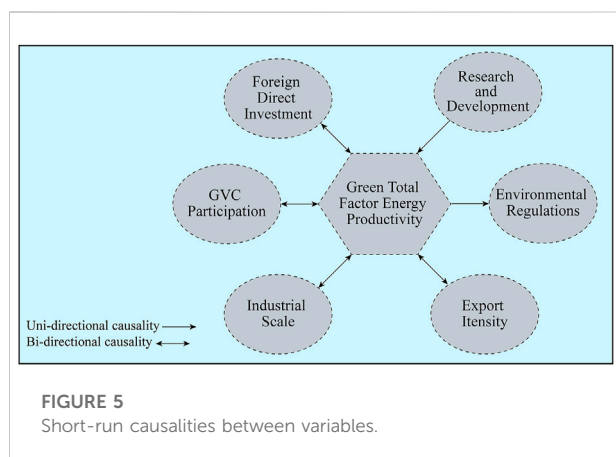 Foreign
Direct
Investment
Research
and
Development
GVC
Participation
Green Total
Factor Energy
Productivity
Environmental
Regulations
Industrial
Scale
Export
Itensity
Uni-directional causality
Bi-directional causality
FIGURE 5
Short-run causalities between variables.